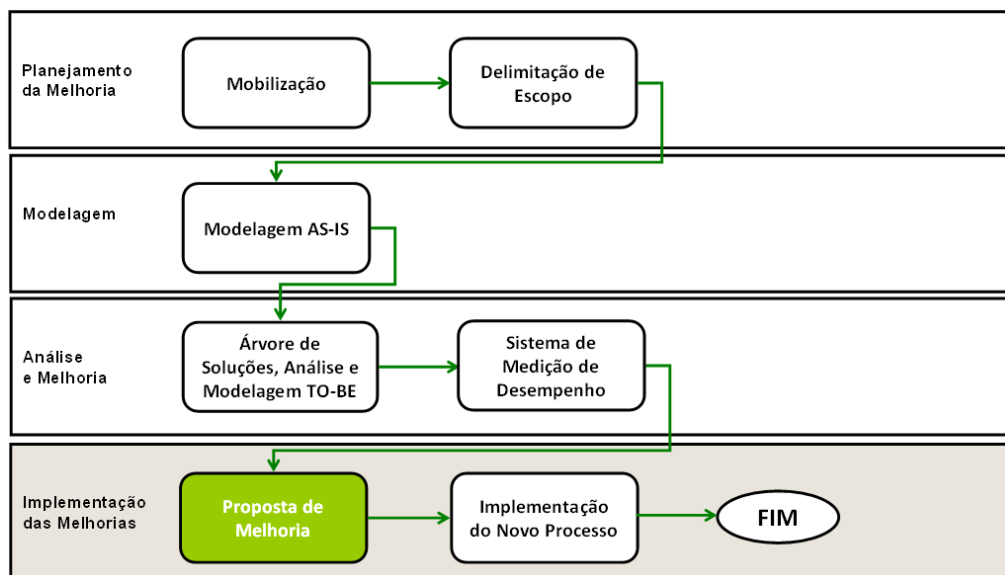 Planejamento
da Melhoria
Mobilização
Delimitação de
Escopo
Modelagem
Modelagem AS-IS
Análise
e Melhoria
Árvore de
Soluções, Análise e
Modelagem TO-BE
Sistema de
Medição de
Desempenho
Implementação
das Melhorias
Proposta de
Melhoria
Implementação
do Novo Processo
FIM